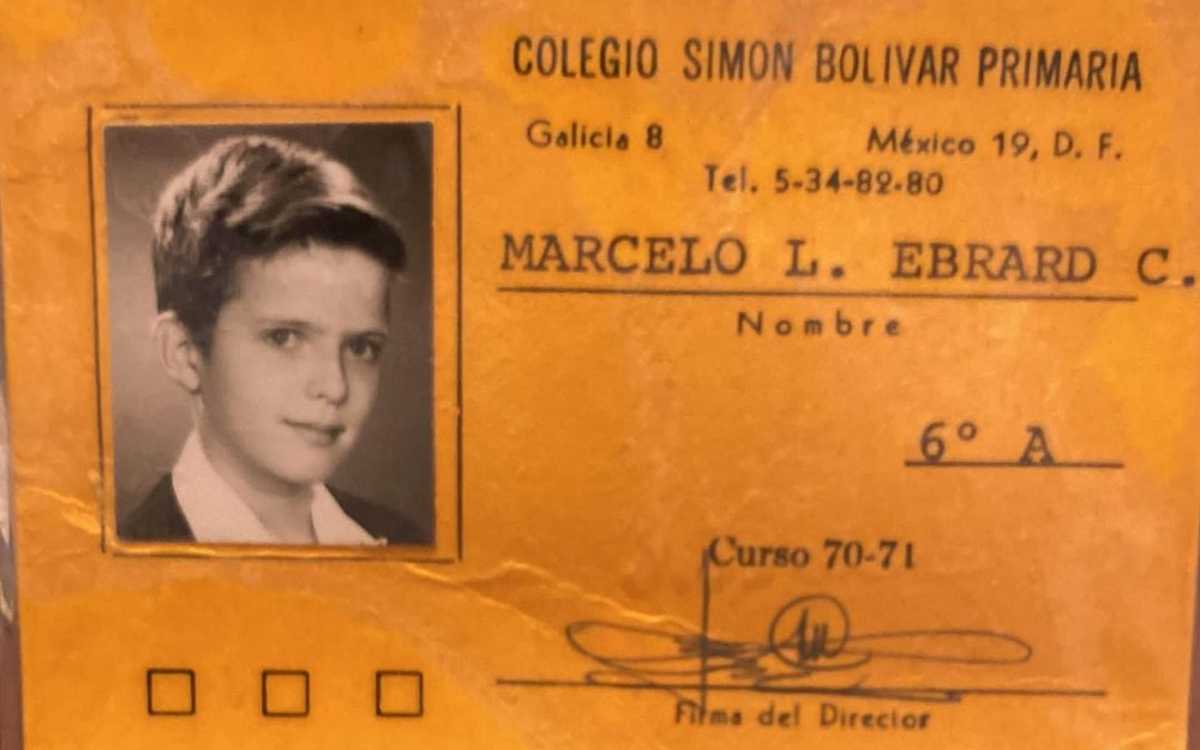 COLEGIO SIMON BOLIVAR PRIMARIA
Galicia 8 México 19, D. F.
Tel. 5-34-82-80
MARCELO L. EBRARD C.
Nombre
6º A
Curso 70-71
Firma del Director